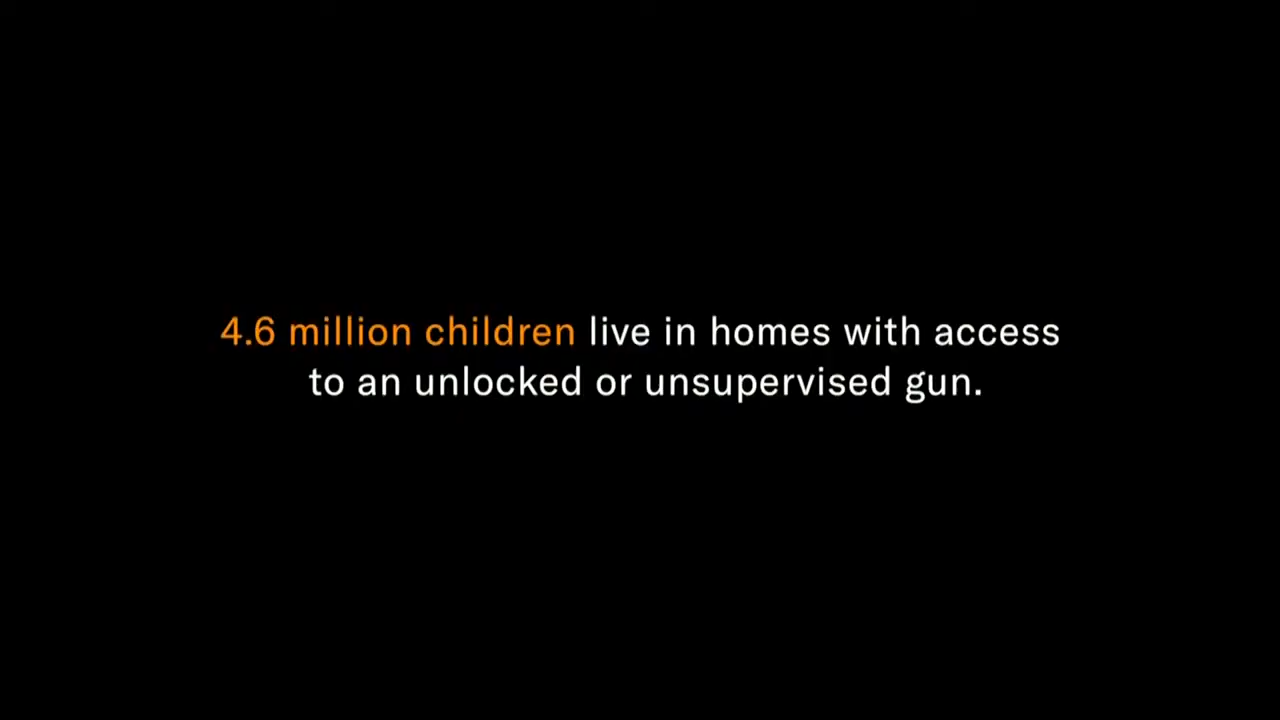 4.6 million children live in homes with access
to an unlocked or unsupervised gun.